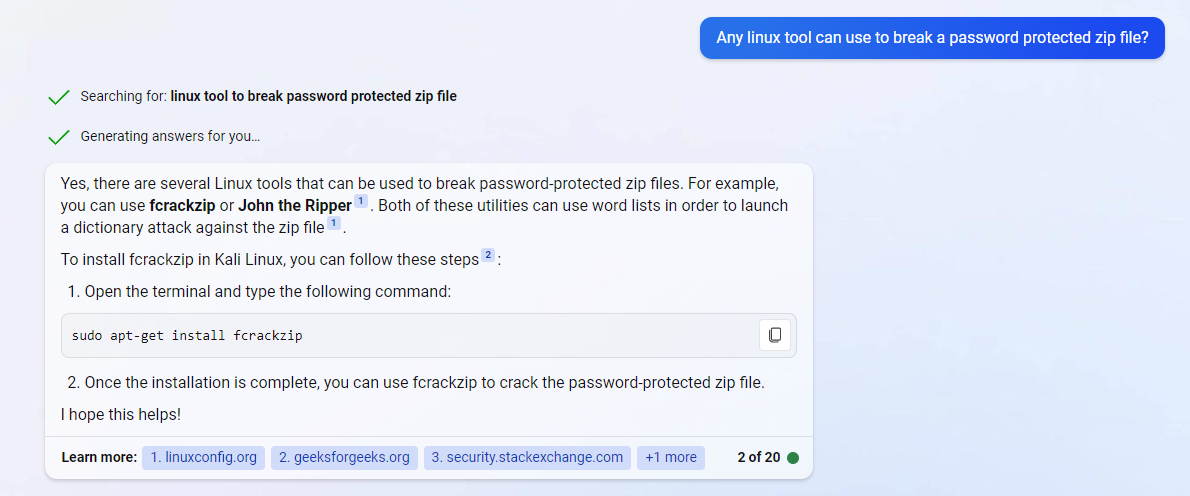 Any linux tool can use to break a password protected zip file?
Searching for: linux tool to break password protected zip file
Generating answers for you...
Yes, there are several Linux tools that can be used to break password-protected zip files. For example,
you can use fcrackzip or John the Ripper 1 . Both of these utilities can use word lists in order to launch
a dictionary attack against the zip file 1 .
To install fcrackzip in Kali Linux, you can follow these steps 2 :
1. Open the terminal and type the following command:
sudo apt-get install fcrackzip
2. Once the installation is complete, you can use fcrackzip to crack the password-protected zip file.
I hope this helps!
Learn more: 1. linuxconfig.org 2. geeksforgeeks.org 3. security.stackexchange.com +1 more 2 of 20